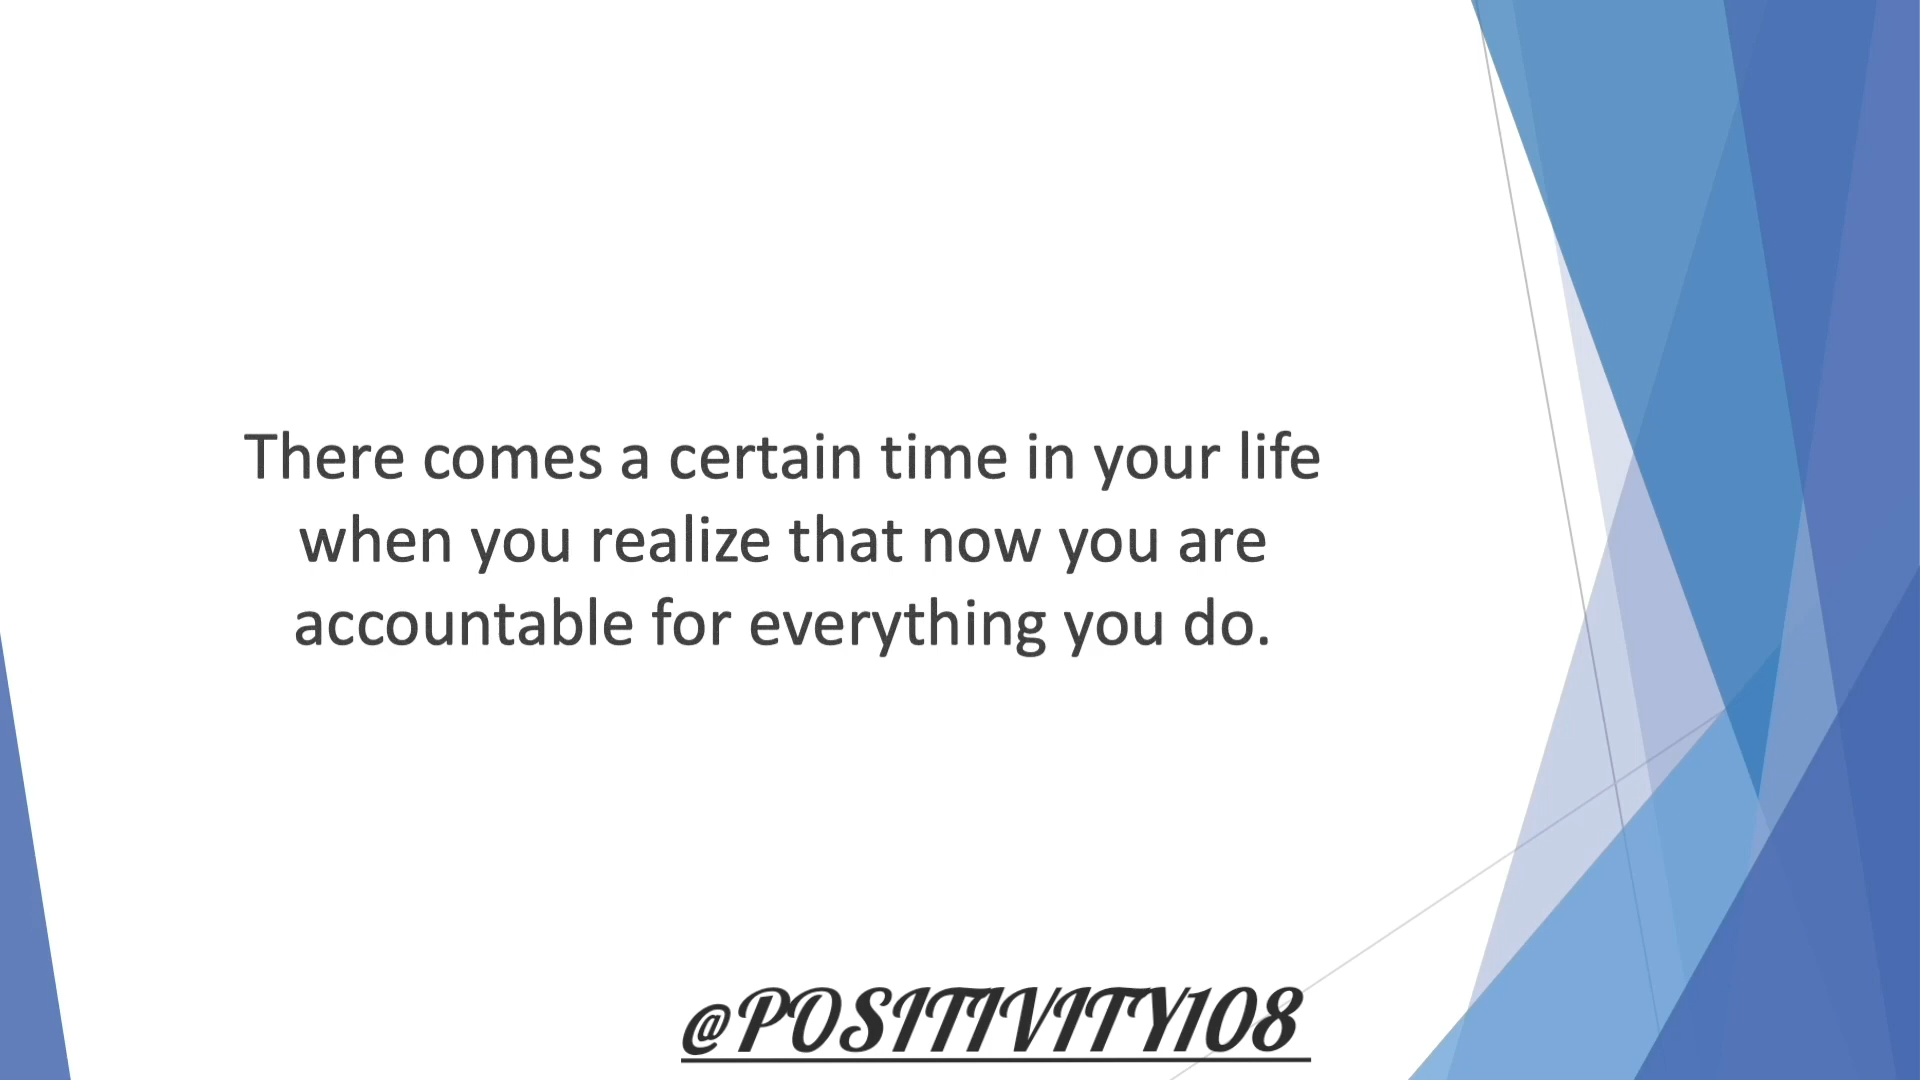 There comes a certain time in your life
when you realize that now you are
accountable for everything you do.
@POSITIVITY108